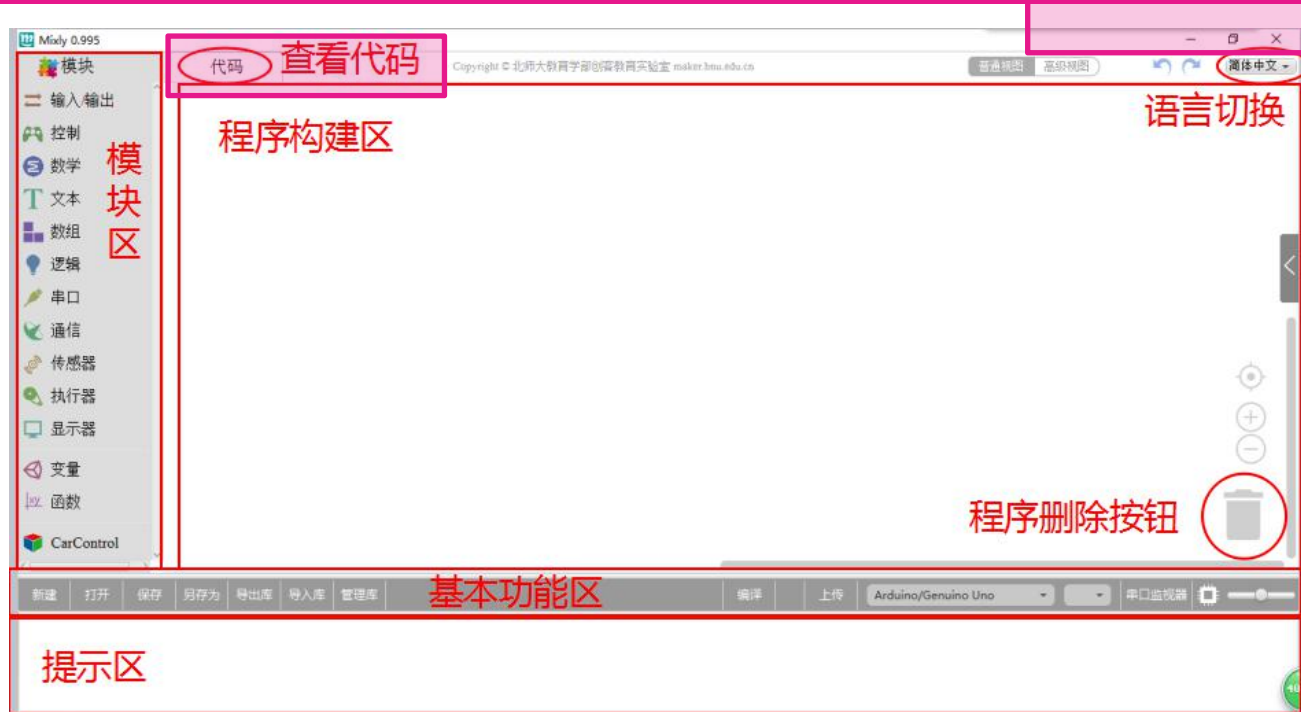 Mixly 0.995
模块
代码
查看代码
Copyright © 北师大教育学部创客教育实验室 maker.bnu.edu.cn
普通视图
高级视图
简体中文
语言切换
输入/输出
控制
数学
文本
数组
逻辑
串口
通信
传感器
执行器
显示器
变量
函数
CarControl
模块区
程序构建区
程序删除按钮
新建
打开
保存
另存为
导出库
导入库
管理库
基本功能区
编译
上传
Arduino/Genuino Uno
串口监视器
提示区